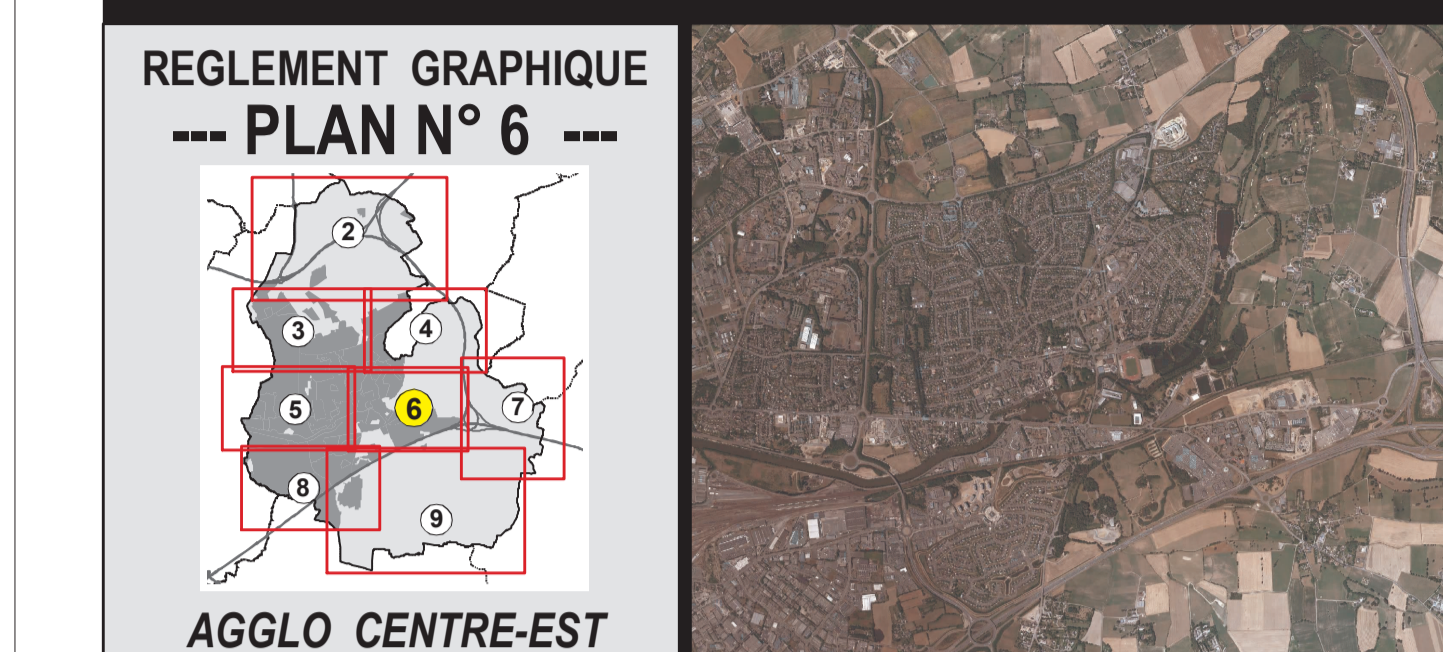 REGLEMENT GRAPHIQUE
--- PLAN N° 6 ---
2
3
4
5
6
7
8
9
AGGLO CENTRE-EST